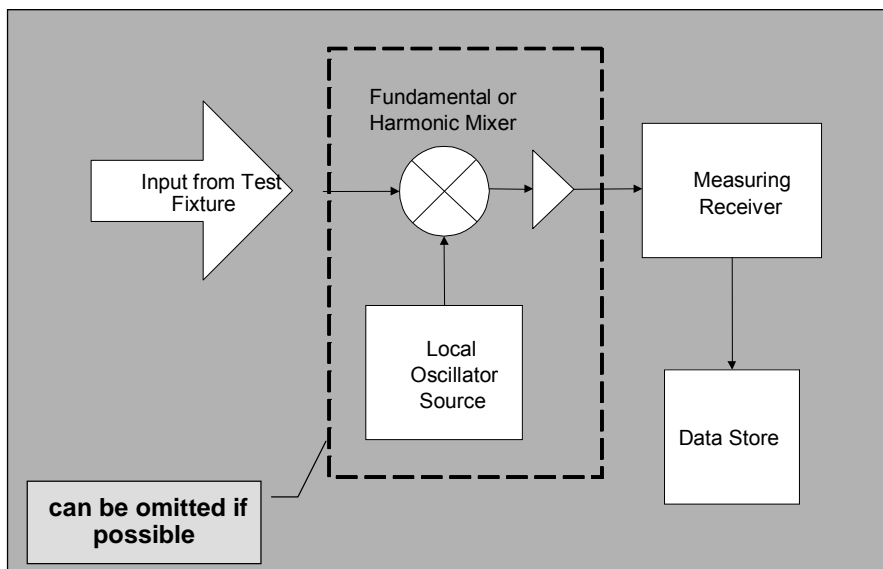 Fundamental or
Harmonic Mixer
Input from Test
Fixture
Measuring
Receiver
Local
Oscillator
Source
Data Store
can be omitted if
possible